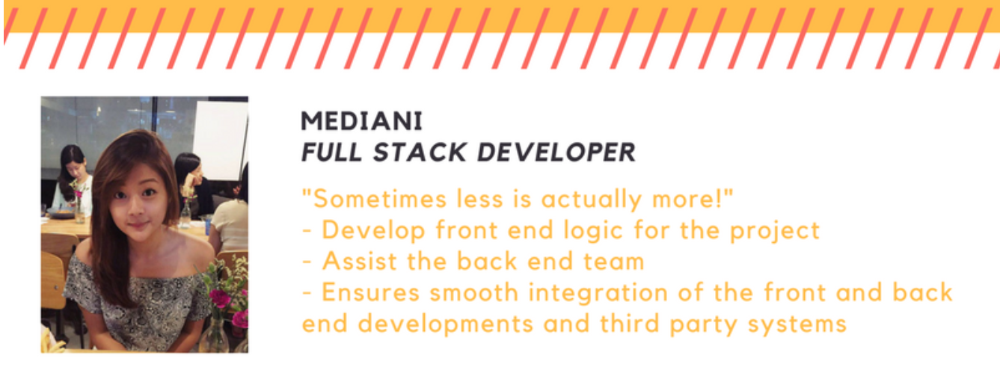 MEDIANI
FULL STACK DEVELOPER
"Sometimes less is actually more!"
- Develop front end logic for the project
- Assist the back end team
- Ensures smooth integration of the front and back
end developments and third party systems